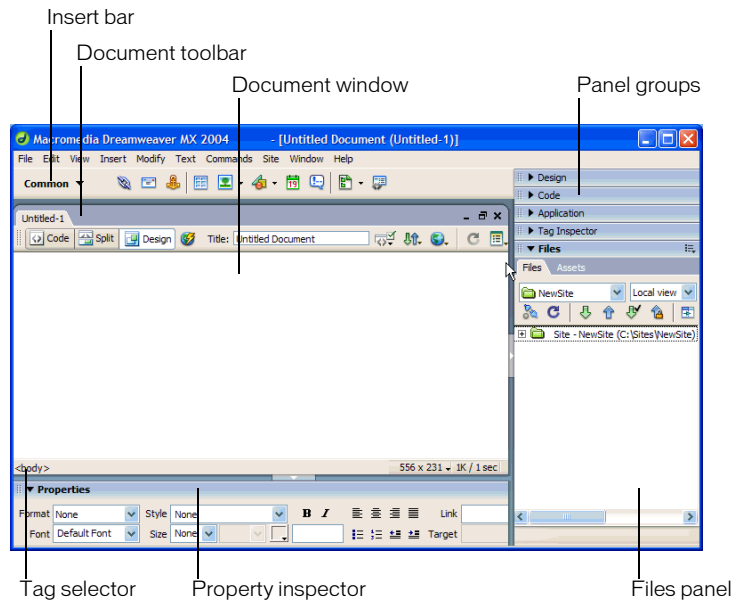 Insert bar
Document toolbar
Document window
Panel groups
Macromedia Dreamweaver MX 2004 - [Untitled Document (Untitled-1)]
File Edit View Insert Modify Text Commands Site Window Help
Common
Design
Code
Application
Tag Inspector
Files
Untitled-1
Code Split Design Title: Untitled Document
Files Assets
NewSite Local view
Site - NewSite (C:\Sites\NewSite)
<body> 556 x 231 1K / 1 sec
Properties
Format None Style None B I Link
Font Default Font Size None Target
Tag selector
Property inspector
Files panel